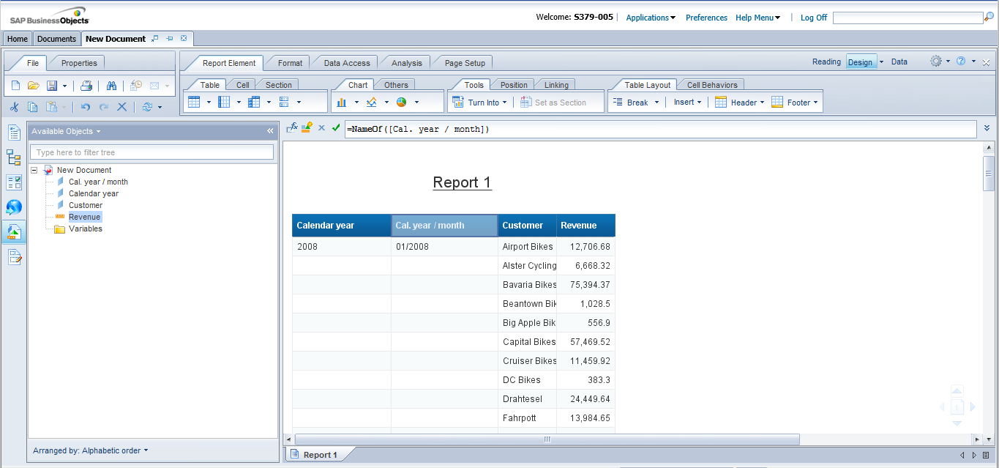 SAP BusinessObjects Welcome: S379-005 | Applications Preferences Help Menu | Log Off
Home Documents New Document
File Properties Report Element Format Data Access Analysis Page Setup Reading Design Data
Table Cell Section Chart Others Tools Position Linking Table Layout Cell Behaviors
Turn Into Set as Section Break Insert Header Footer
Available Objects «
=NameOf([Cal. year / month])
Type here to filter tree
New Document
Cal. year / month
Calendar year
Customer
Revenue
Variables
Report 1
Calendar year Cal. year / month Customer Revenue
2008 01/2008 Airport Bikes 12,706.68
Alster Cycling 6,668.32
Bavaria Bikes 75,394.37
Beantown Bik 1,028.5
Big Apple Bik 556.9
Capital Bikes 57,469.52
Cruiser Bikes 11,459.92
DC Bikes 383.3
Drahtesel 24,449.64
Fahrpott 13,984.65
Arranged by: Alphabetic order
Report 1